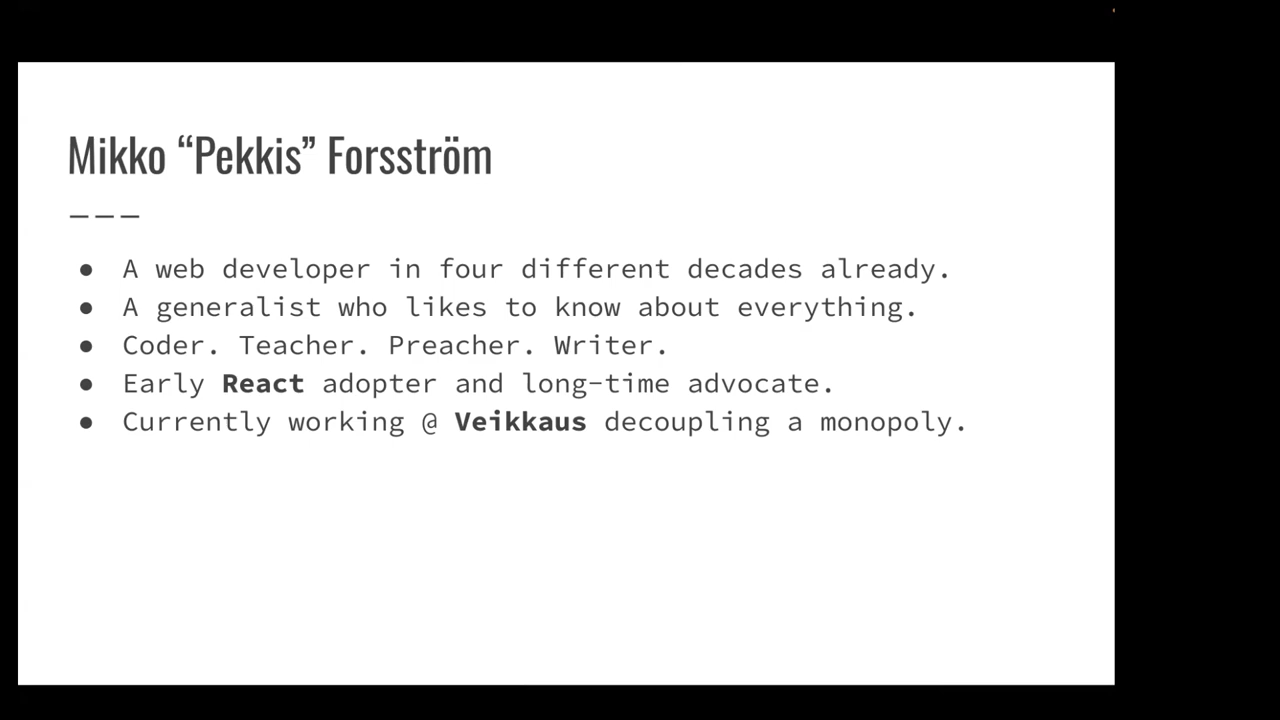 Mikko “Pekkis” Forsström
———
● A web developer in four different decades already.
● A generalist who likes to know about everything.
● Coder. Teacher. Preacher. Writer.
● Early React adopter and long-time advocate.
● Currently working @ Veikkaus decoupling a monopoly.